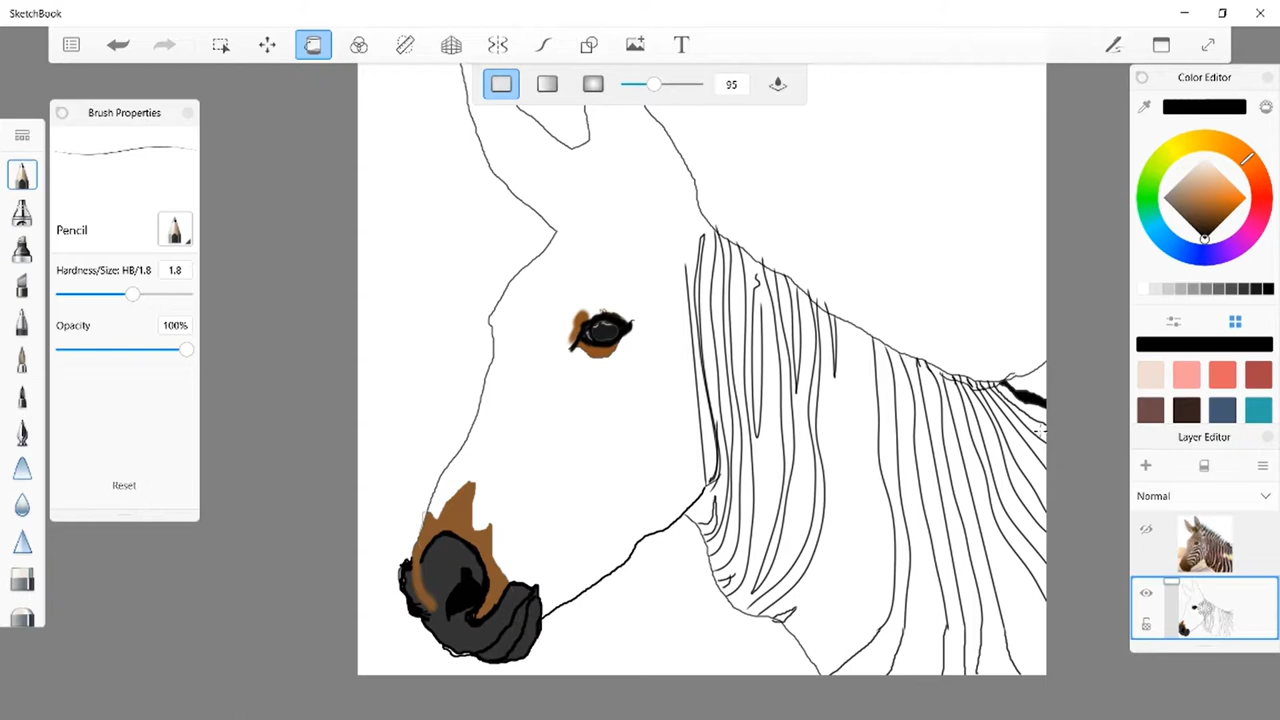 SketchBook
T
95
Brush Properties
Color Editor
Pencil
Hardness/Size: HB/1.8 1.8
Opacity 100%
Reset
Layer Editor
Normal